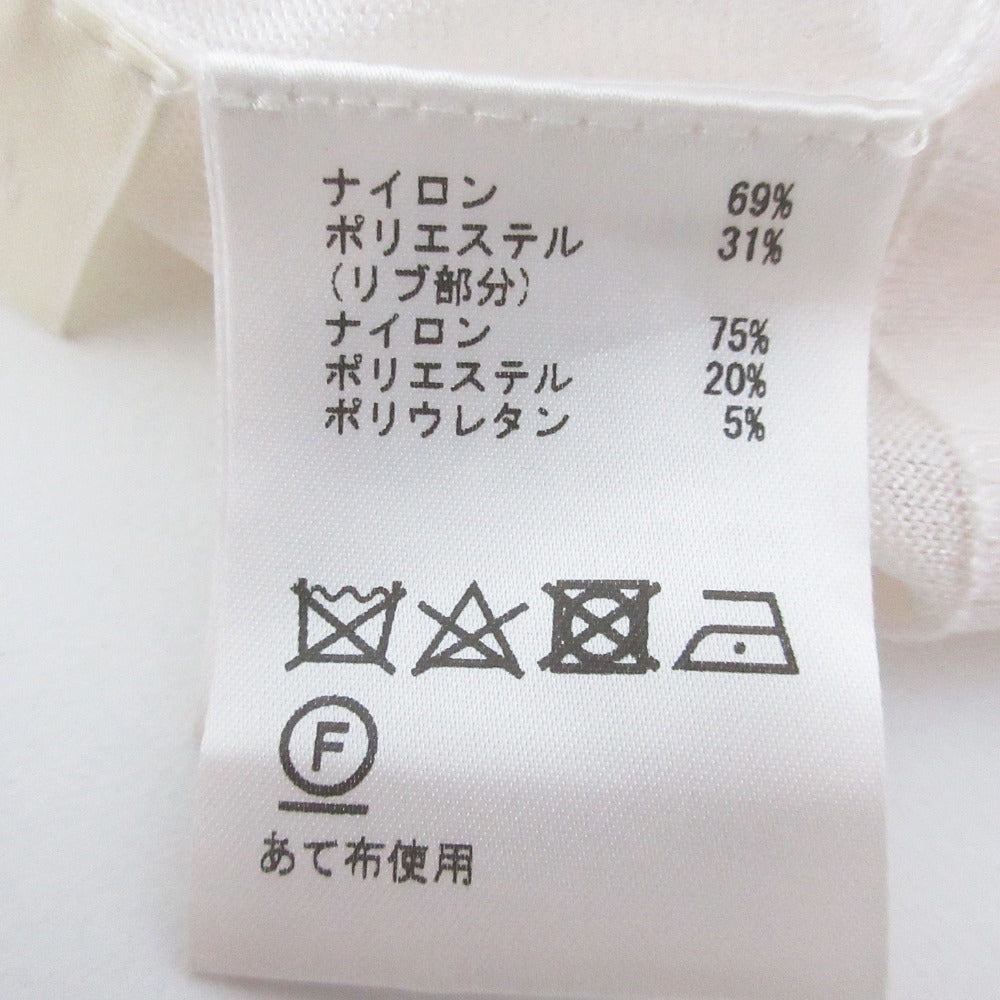 ナイロン 69%
ポリエステル 31%
(リブ部分)
ナイロン 75%
ポリエステル 20%
ポリウレタン 5%
F
あて布使用